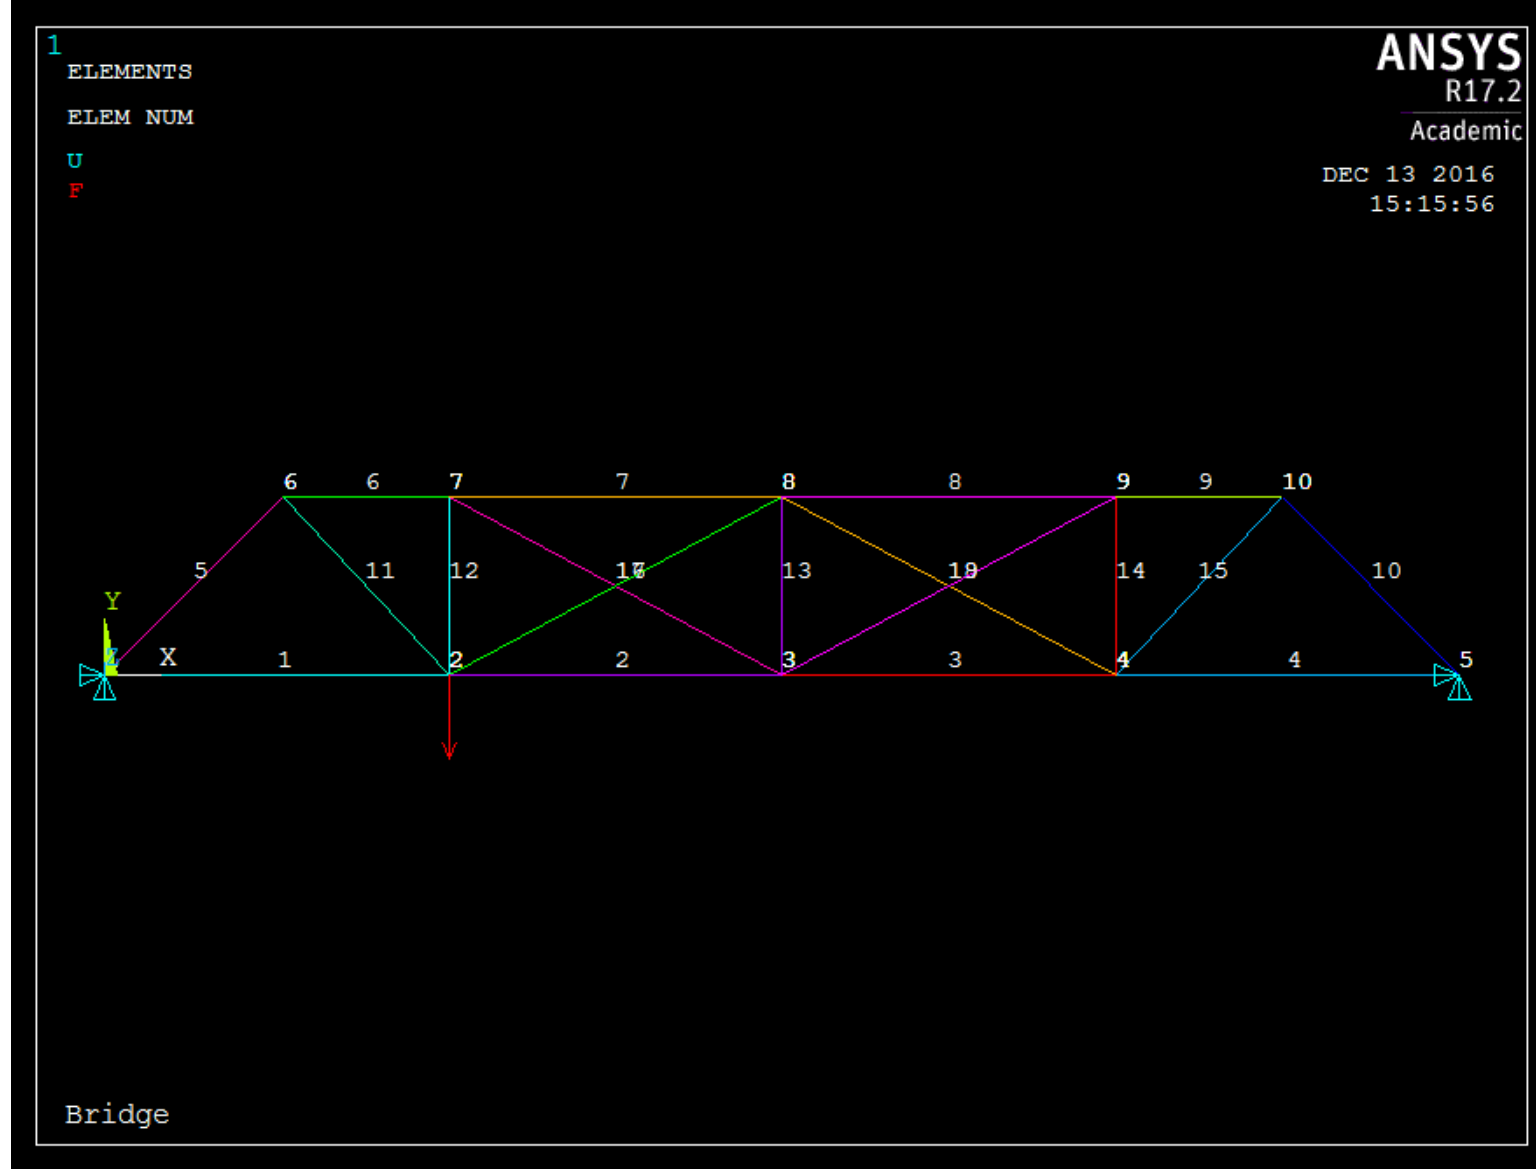 1
ELEMENTS
ELEM NUM
U
F
ANSYS
R17.2
Academic
DEC 13 2016
15:15:56
6 6 7 7 8 8 9 9 10
5 11 12 13 14 15 10
Y
Z X 1 2 2 3 3 4 4 5
Bridge